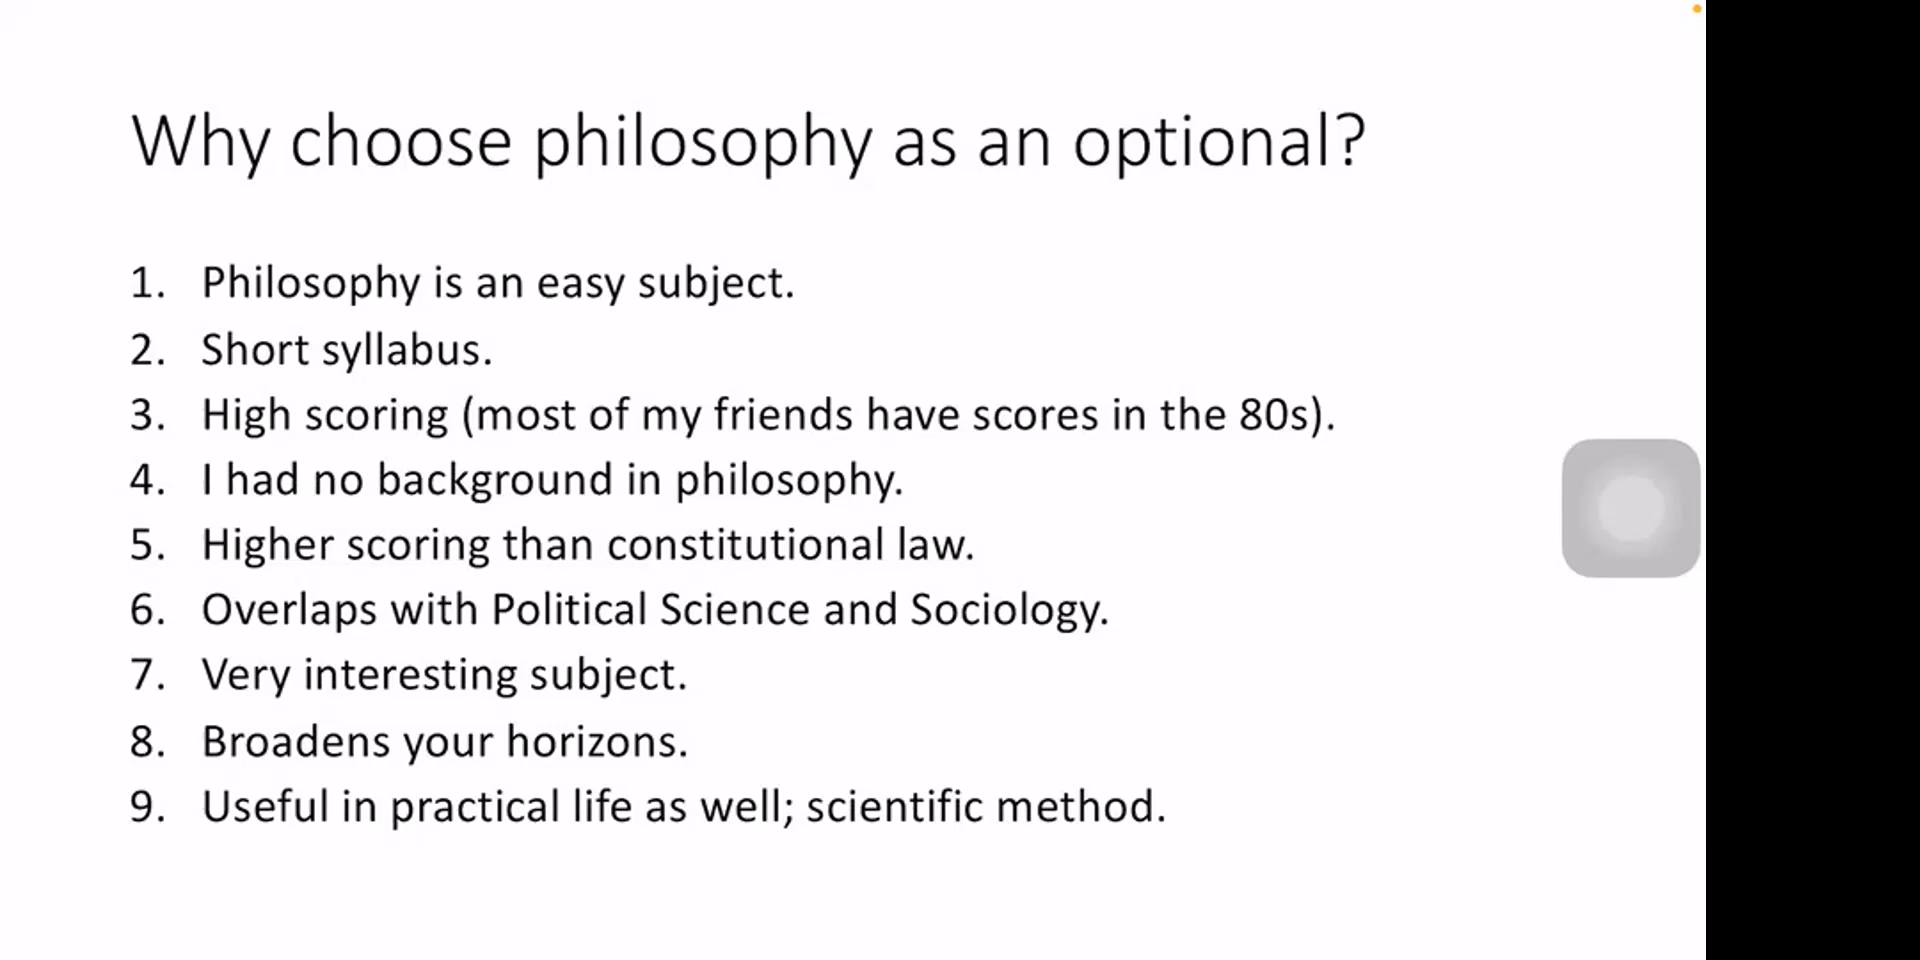 Why choose philosophy as an optional?
1. Philosophy is an easy subject.
2. Short syllabus.
3. High scoring (most of my friends have scores in the 80s).
4. I had no background in philosophy.
5. Higher scoring than constitutional law.
6. Overlaps with Political Science and Sociology.
7. Very interesting subject.
8. Broadens your horizons.
9. Useful in practical life as well; scientific method.